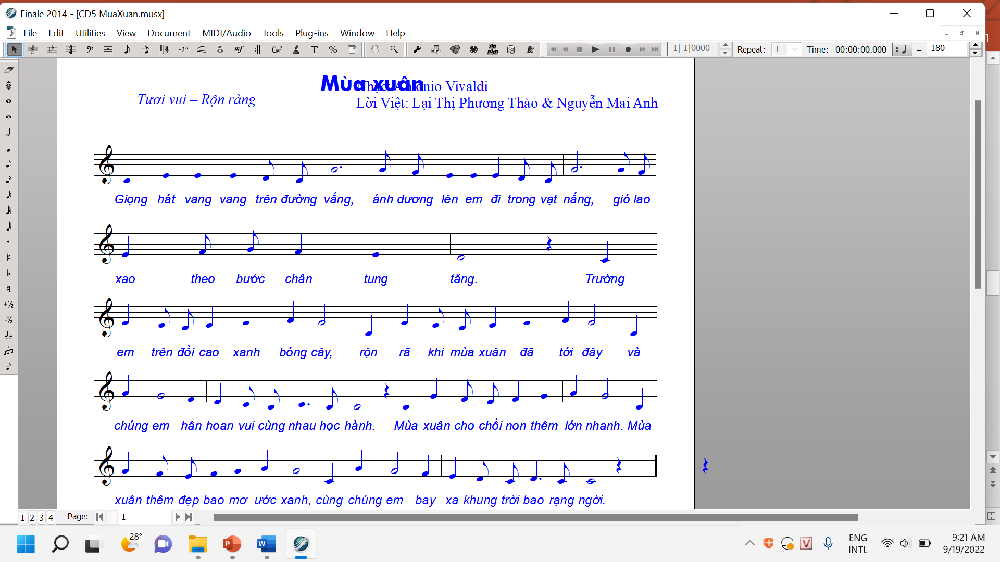 Finale 2014 - [CD5 MuaXuan.musx]
File Edit Utilities View Document MIDI/Audio Tools Plug-ins Window Help
1| 1|0000 Repeat: 1 Time: 00:00:00.000 = 180
Mùa xuân
Nhạc: Antonio Vivaldi
Tươi vui – Rộn ràng
Lời Việt: Lại Thị Phương Thảo & Nguyễn Mai Anh
Giọng hát vang vang trên đường vắng, ánh dương lên em đi trong vạt nắng, gió lao
xao theo bước chân tung tăng. Trường
em trên đồi cao xanh bóng cây, rộn rã khi mùa xuân đã tới đây và
chúng em hân hoan vui cùng nhau học hành. Mùa xuân cho chồi non thêm lớn nhanh. Mùa
xuân thêm đẹp bao mơ ước xanh, cùng chúng em bay xa khung trời bao rạng ngời.
+½
-½
1 2 3 4 Page: 1
28°
ENG
INTL
9:21 AM
9/19/2022